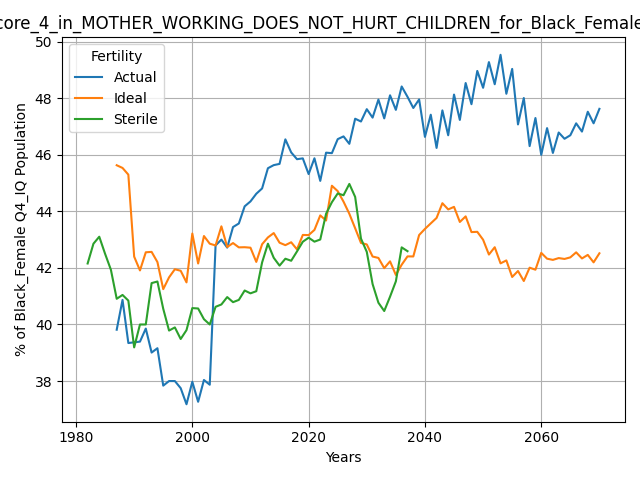 core_4_in_MOTHER_WORKING_DOES_NOT_HURT_CHILDREN_for_Black_Female
Fertility
Actual
Ideal
Sterile
% of Black_Female Q4_IQ Population
50
48
46
44
42
40
38
1980
2000
2020
2040
2060
Years